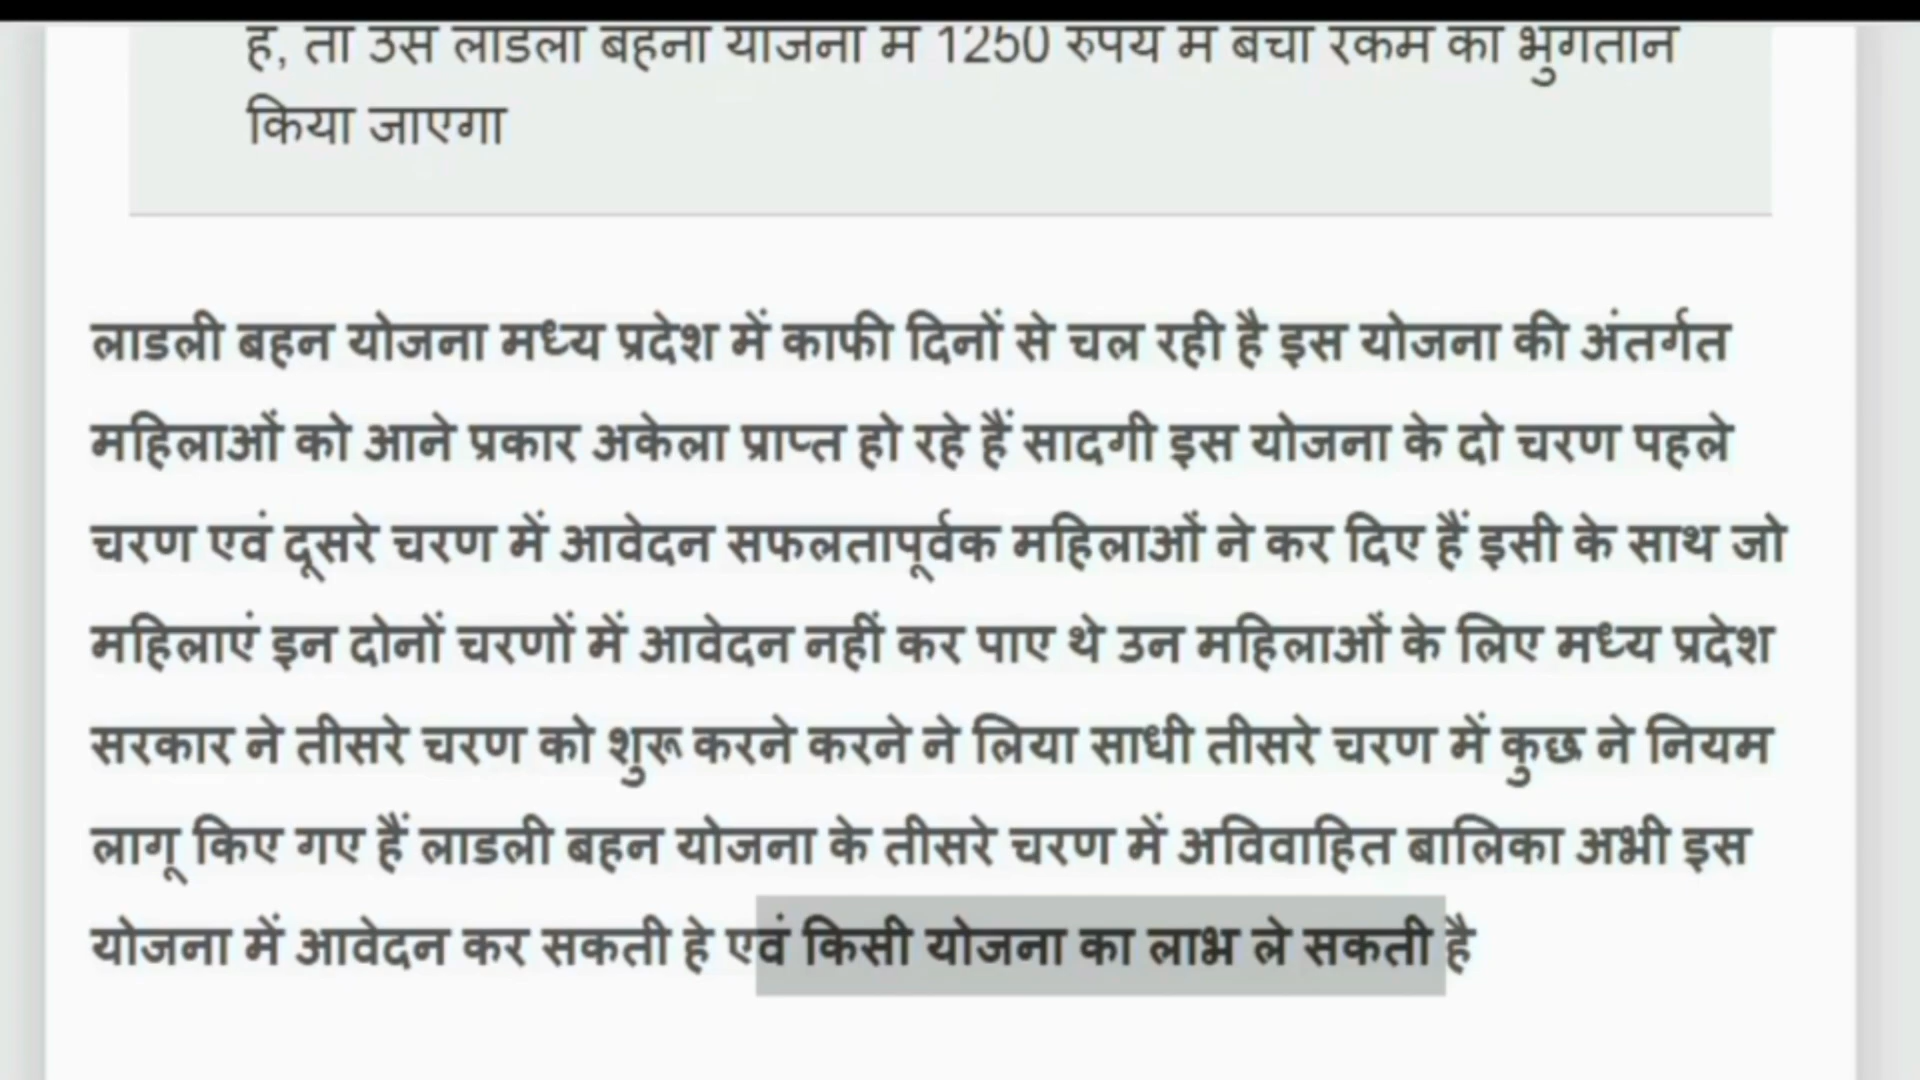 है, तो उसे लाडली बहना योजना में 1250 रुपये में बची रकम का भुगतान
किया जाएगा
लाडली बहन योजना मध्य प्रदेश में काफी दिनों से चल रही है इस योजना की अंतर्गत
महिलाओं को आने प्रकार अकेला प्राप्त हो रहे हैं सादगी इस योजना के दो चरण पहले
चरण एवं दूसरे चरण में आवेदन सफलतापूर्वक महिलाओं ने कर दिए हैं इसी के साथ जो
महिलाएं इन दोनों चरणों में आवेदन नहीं कर पाए थे उन महिलाओं के लिए मध्य प्रदेश
सरकार ने तीसरे चरण को शुरू करने करने ने लिया साधी तीसरे चरण में कुछ ने नियम
लागू किए गए हैं लाडली बहन योजना के तीसरे चरण में अविवाहित बालिका अभी इस
योजना में आवेदन कर सकती हे एवं किसी योजना का लाभ ले सकती है